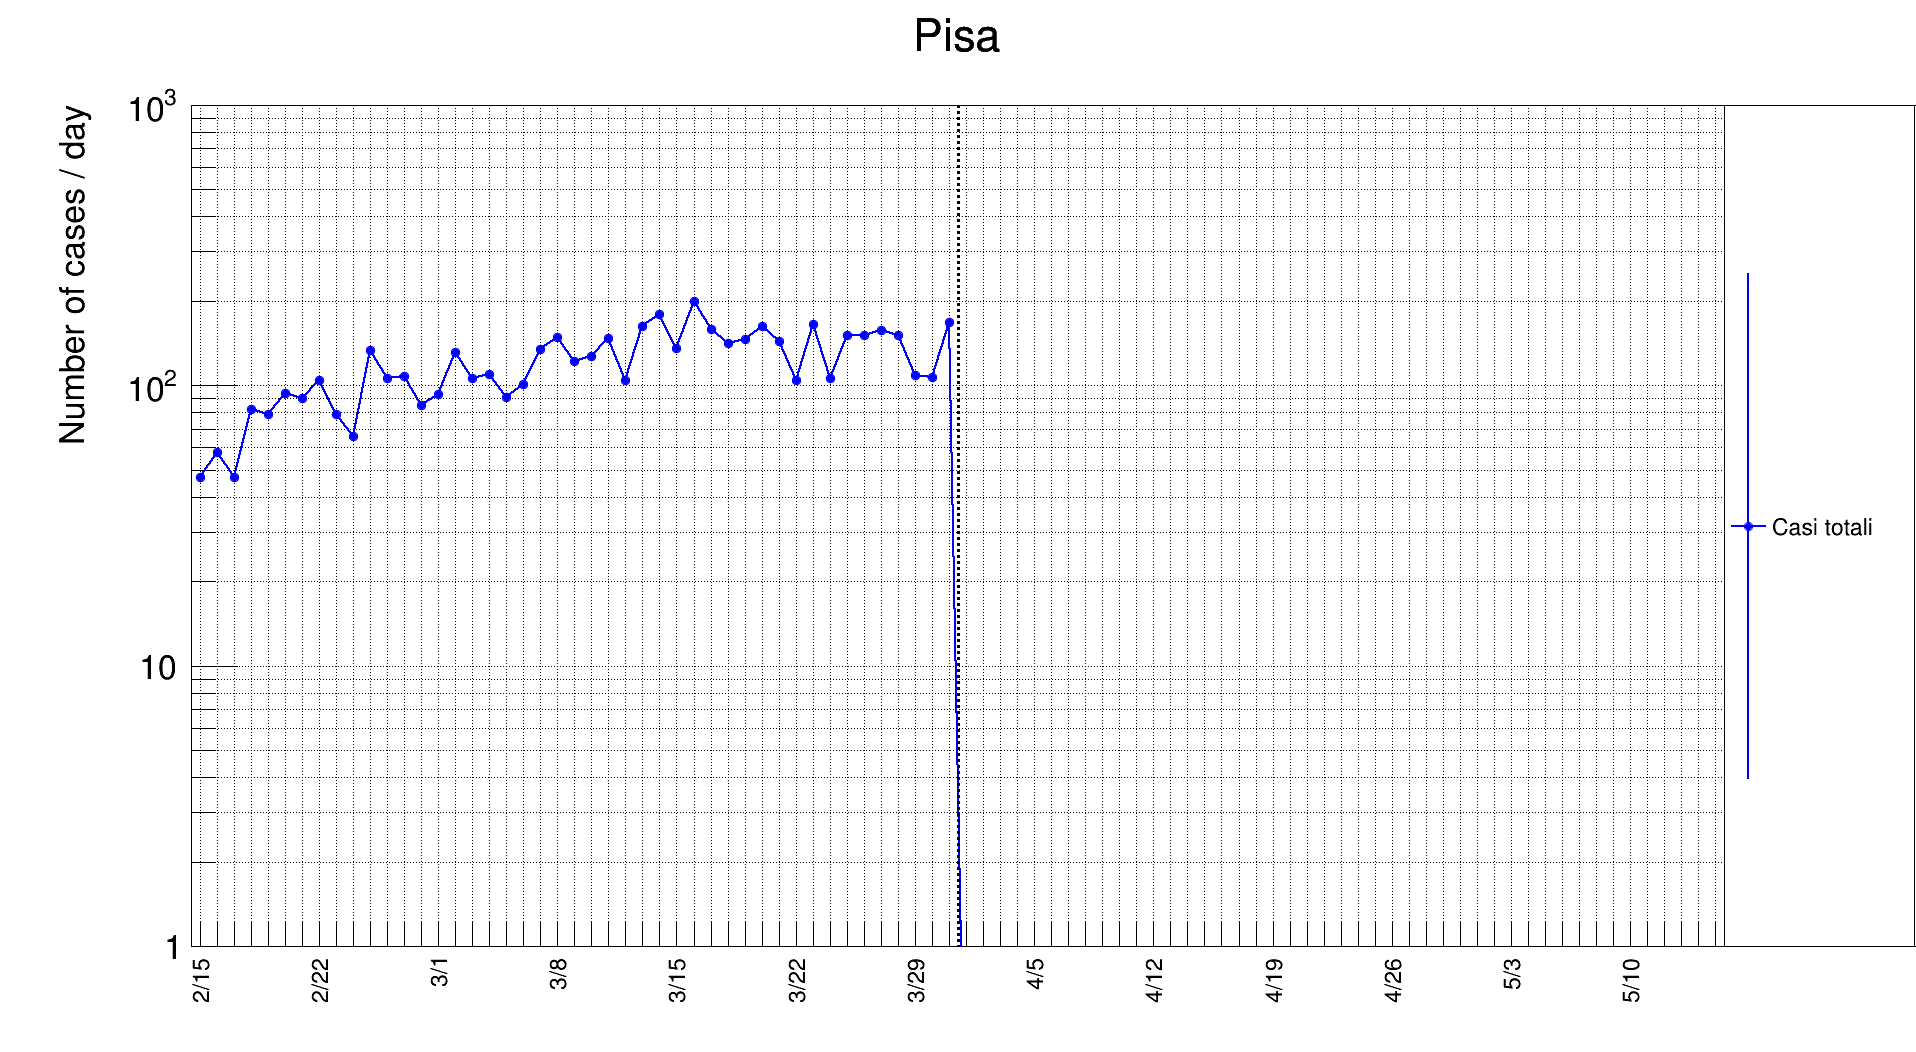 Pisa
Number of cases / day
10³
10²
10
1
2/15 2/22 3/1 3/8 3/15 3/22 3/29 4/5 4/12 4/19 4/26 5/3 5/10
Casi totali